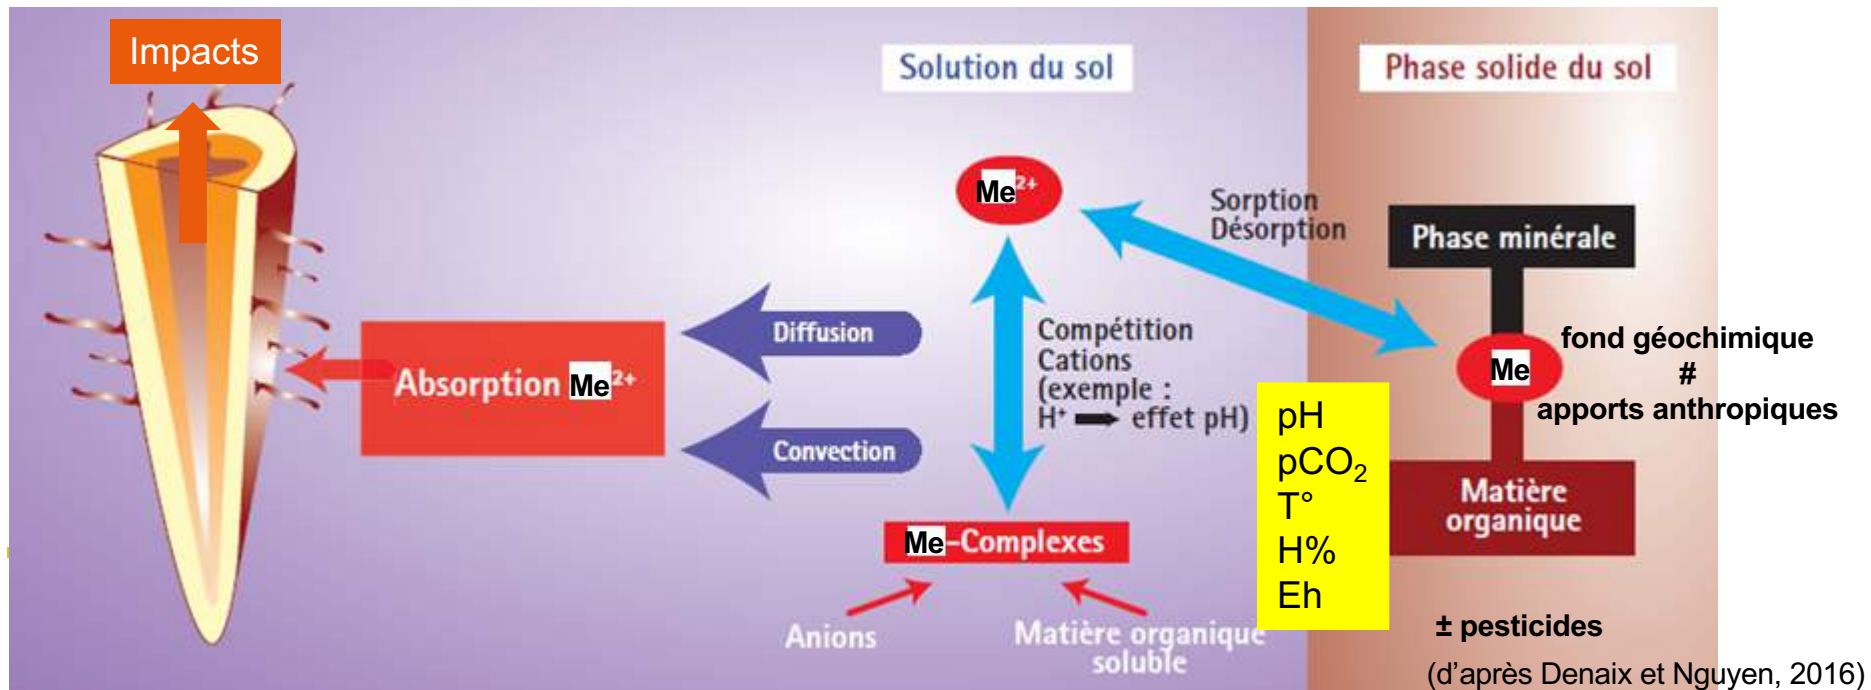 Impacts
Solution du sol
Phase solide du sol
Me2+
Sorption
Désorption
Phase minérale
Diffusion
Compétition
Cations
(exemple :
H+ ➡ effet pH)
fond géochimique
Me
#
apports anthropiques
Absorption Me2+
Convection
pH
pCO2
T°
H%
Eh
Matière
organique
Me-Complexes
Anions
Matière organique
soluble
± pesticides
(d'après Denaix et Nguyen, 2016)